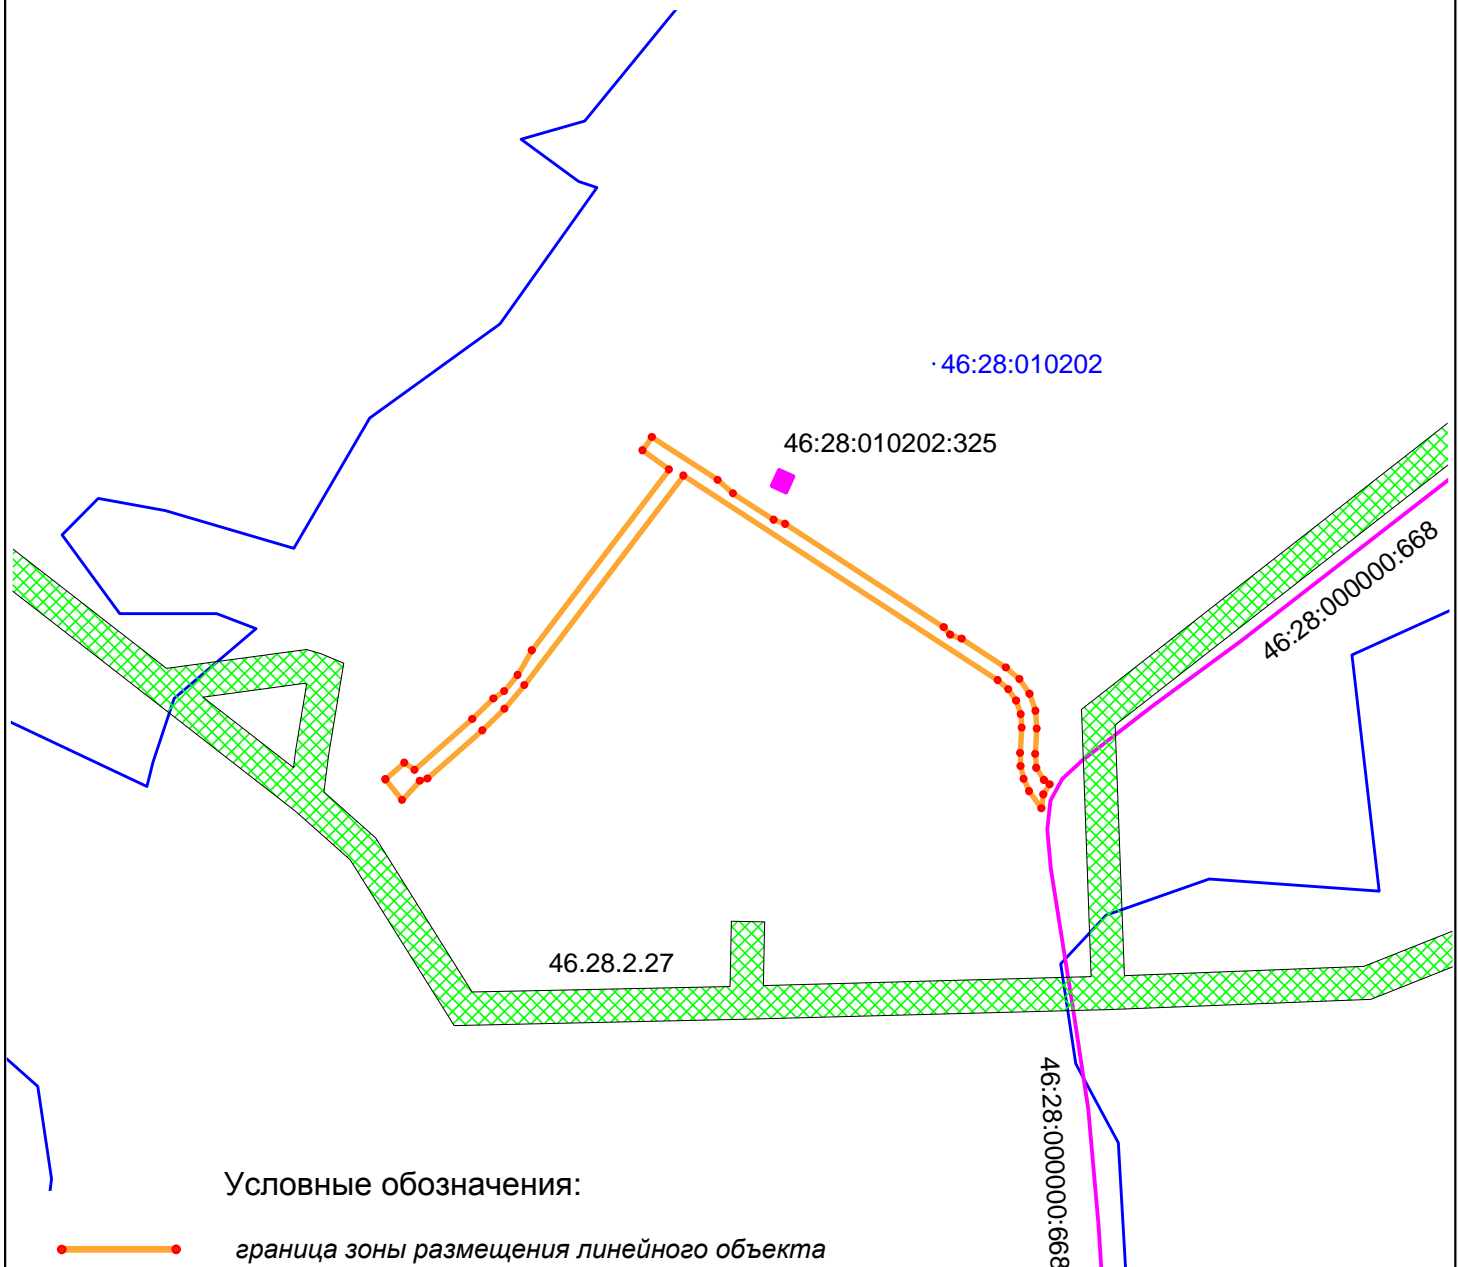 46:28:010202
46:28:010202:325
46:28:000000:668
46.28.2.27
46:28:000000:668
Условные обозначения:
граница зоны размещения линейного объекта